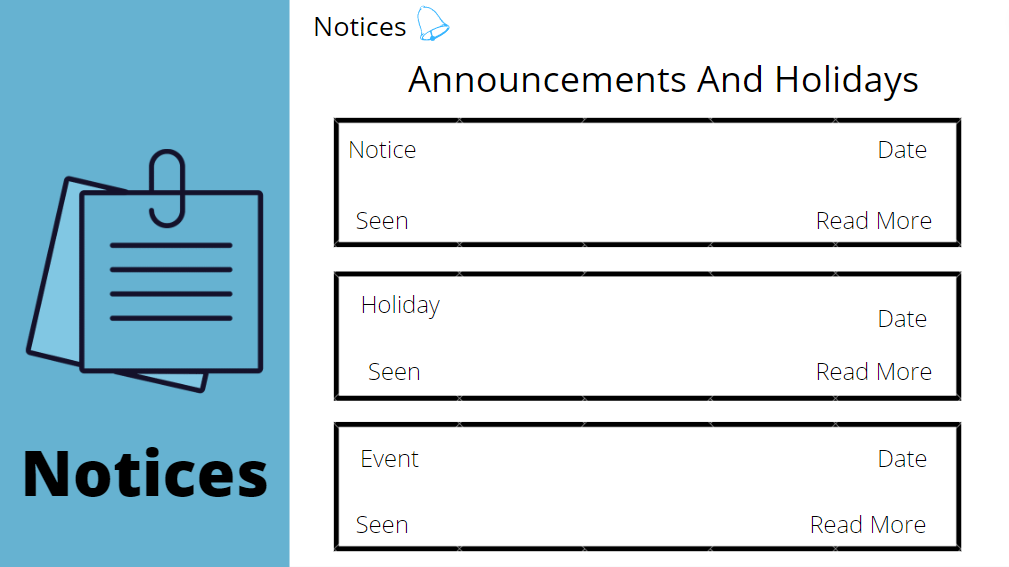 Notices
Announcements And Holidays
Notice Date
Seen Read More
Holiday Date
Seen Read More
Event Date
Seen Read More
Notices